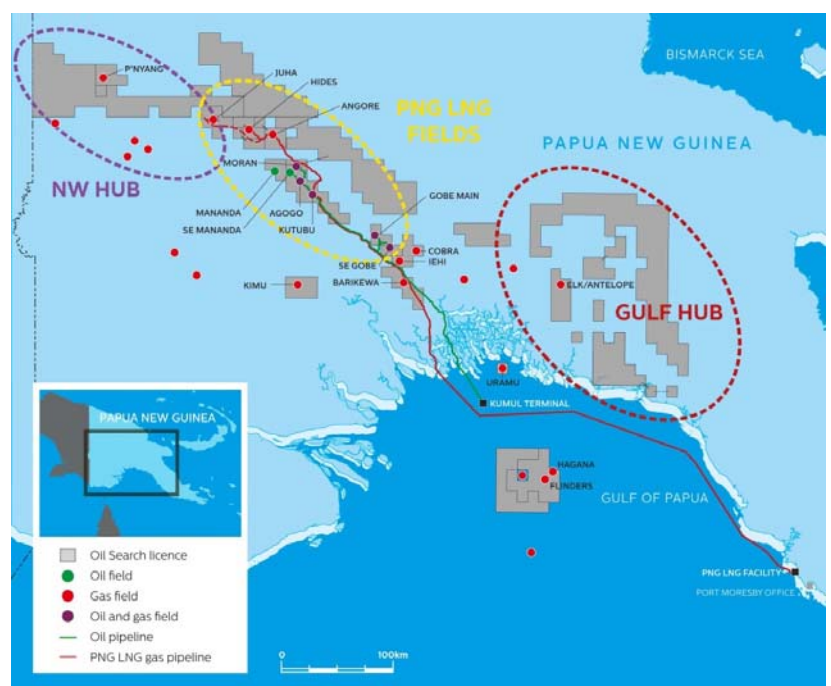 BISMARCK SEA
P'NYANG
JUHA
HIDES
ANGORE
PNG LNG
FIELDS
PAPUA NEW GUINEA
NW HUB
MORAN
MANANDA
SE MANANDA
AGOGO
KUTUBU
GOBE MAIN
SE GOBE
COBRA
IEHI
BARIKEWA
KIMU
ELK/ANTELOPE
GULF HUB
URAMU
KUMUL TERMINAL
HAGANA
FLINDERS
GULF OF PAPUA
PNG LNG FACILITY
PORT MORESBY OFFICE
PAPUA NEW GUINEA
Oil Search licence
Oil field
Gas field
Oil and gas field
Oil pipeline
PNG LNG gas pipeline
0 100km